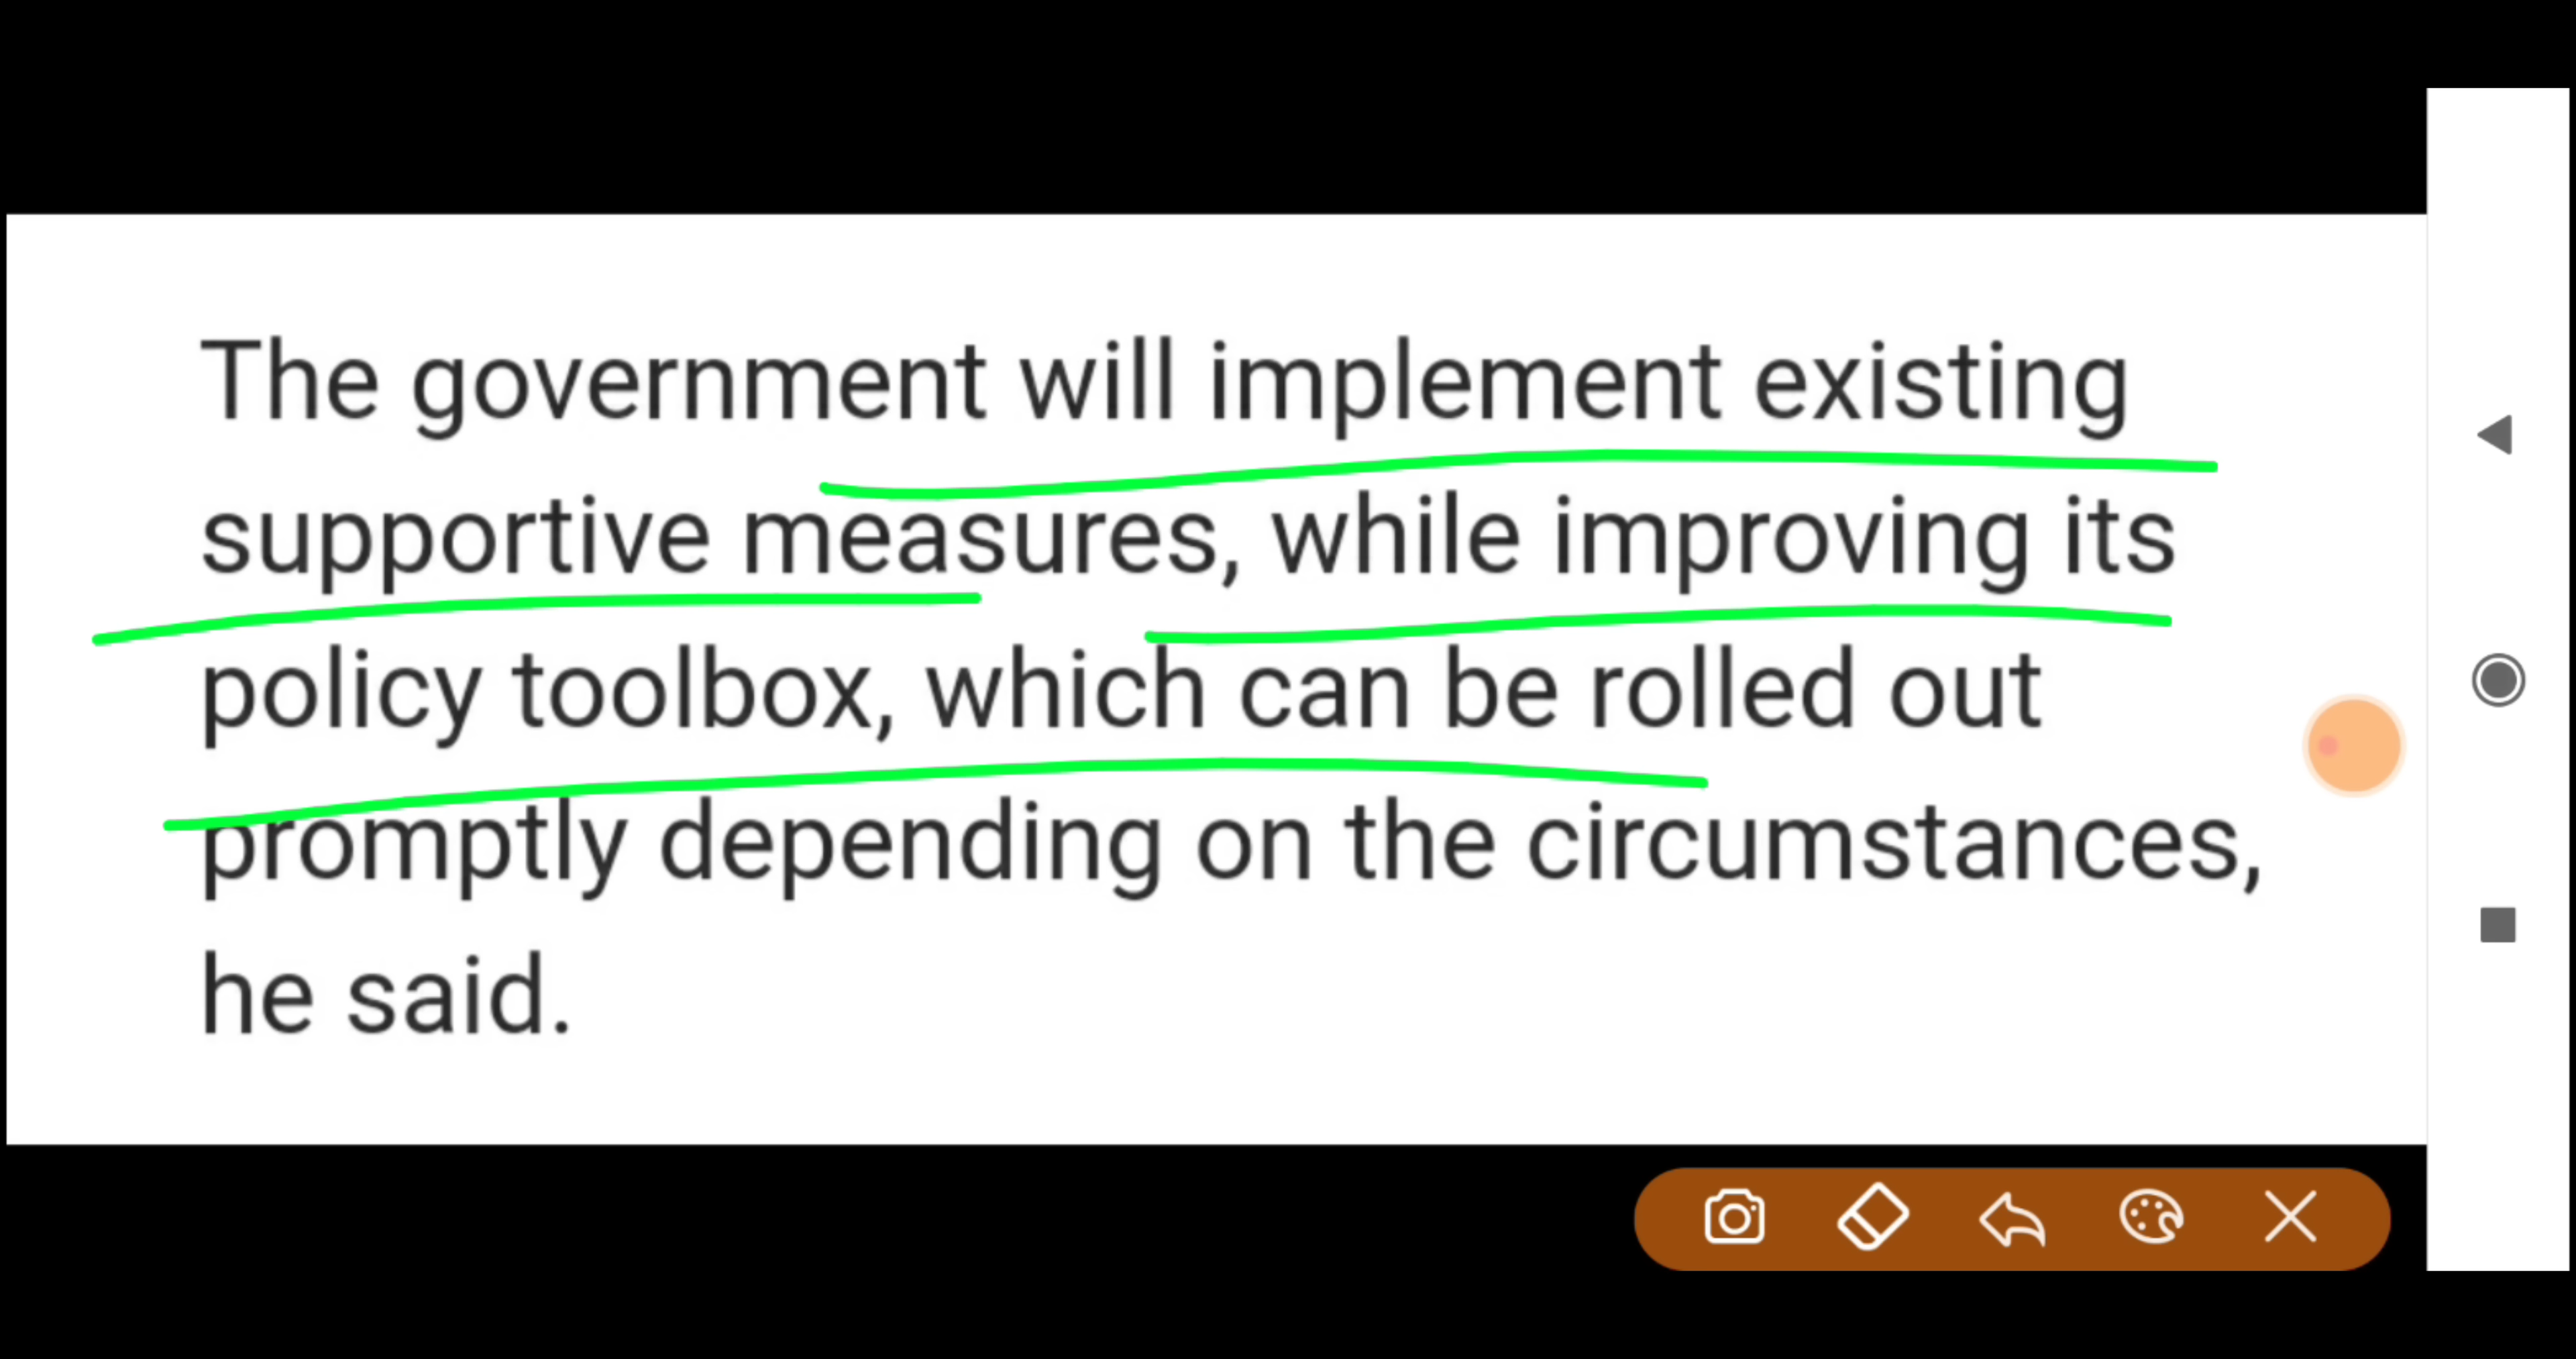 The government will implement existing
supportive measures, while improving its
policy toolbox, which can be rolled out
promptly depending on the circumstances,
he said.